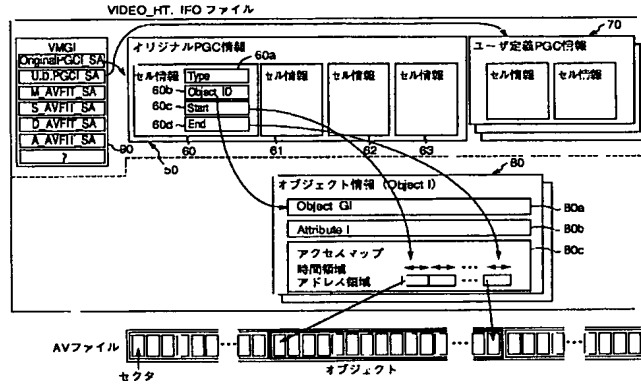 VIDEO_HT. IFO ファイル
VMGI
OriginalPGCI_SA
U.D.PGCI_SA
M_AVFIT_SA
S_AVFIT_SA
D_AVFIT_SA
A_AVFIT_SA
90
オリジナルPGC情報
60a
セル情報
Type
60b
Object_ID
60c
Start
60d
End
セル情報
セル情報
セル情報
60
61
62
63
50
ユーザ定義PGC情報
70
セル情報
セル情報
80
オブジェクト情報 (Object I)
Object_GI
80a
Attribute I
80b
アクセスマップ
80c
時間領域
アドレス領域
AVファイル
セクタ
オブジェクト